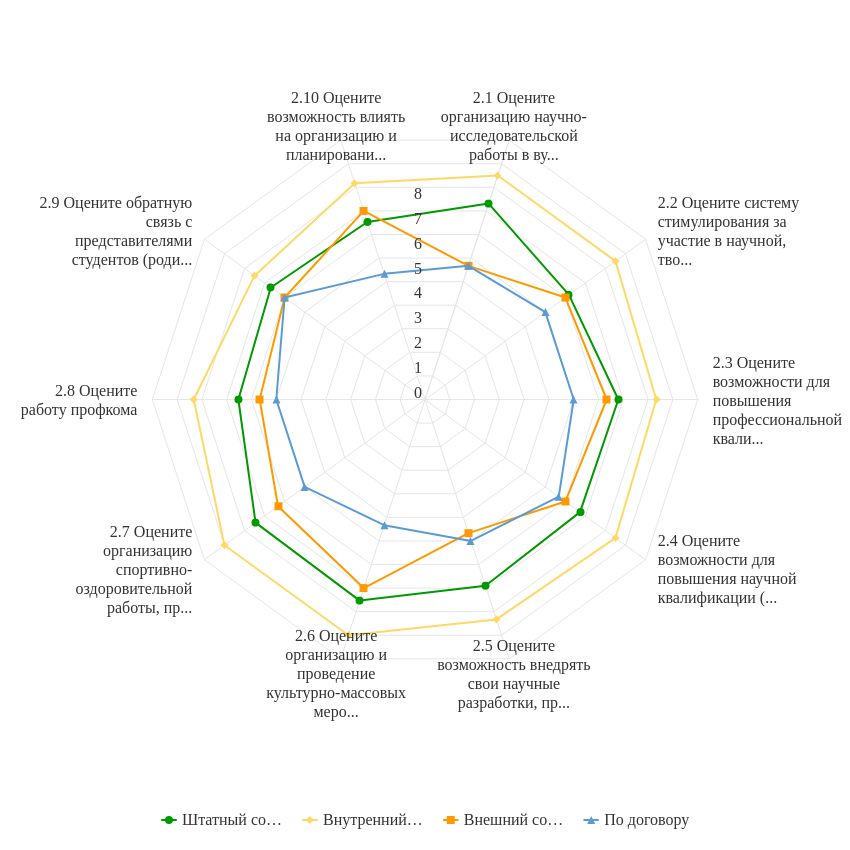 2.10 Оцените
возможность влиять
на организацию и
планировани...
2.1 Оцените
организацию научно-
исследовательской
работы в ву...
2.9 Оцените обратную
связь с
представителями
студентов (роди...
2.2 Оцените систему
стимулирования за
участие в научной,
тво...
8
7
6
5
4
3
2
1
0
2.8 Оцените
работу профкома
2.3 Оцените
возможности для
повышения
профессиональной
квали...
2.7 Оцените
организацию
спортивно-
оздоровительной
работы, пр...
2.4 Оцените
возможности для
повышения научной
квалификации (...
2.6 Оцените
организацию и
проведение
культурно-массовых
меро...
2.5 Оцените
возможность внедрять
свои научные
разработки, пр...
Штатный со… Внутренний… Внешний со… По договору